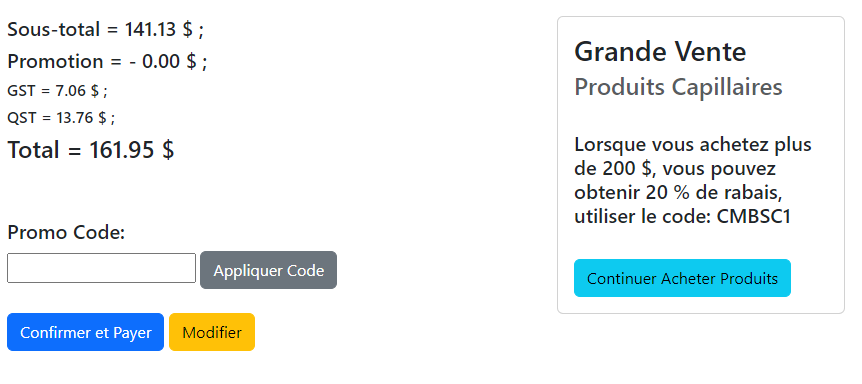 Sous-total = 141.13 $ ;
Promotion = - 0.00 $ ;
GST = 7.06 $ ;
QST = 13.76 $ ;
Total = 161.95 $
Promo Code:
Appliquer Code
Confirmer et Payer
Modifier
Grande Vente
Produits Capillaires
Lorsque vous achetez plus
de 200 $, vous pouvez
obtenir 20 % de rabais,
utiliser le code: CMBSC1
Continuer Acheter Produits